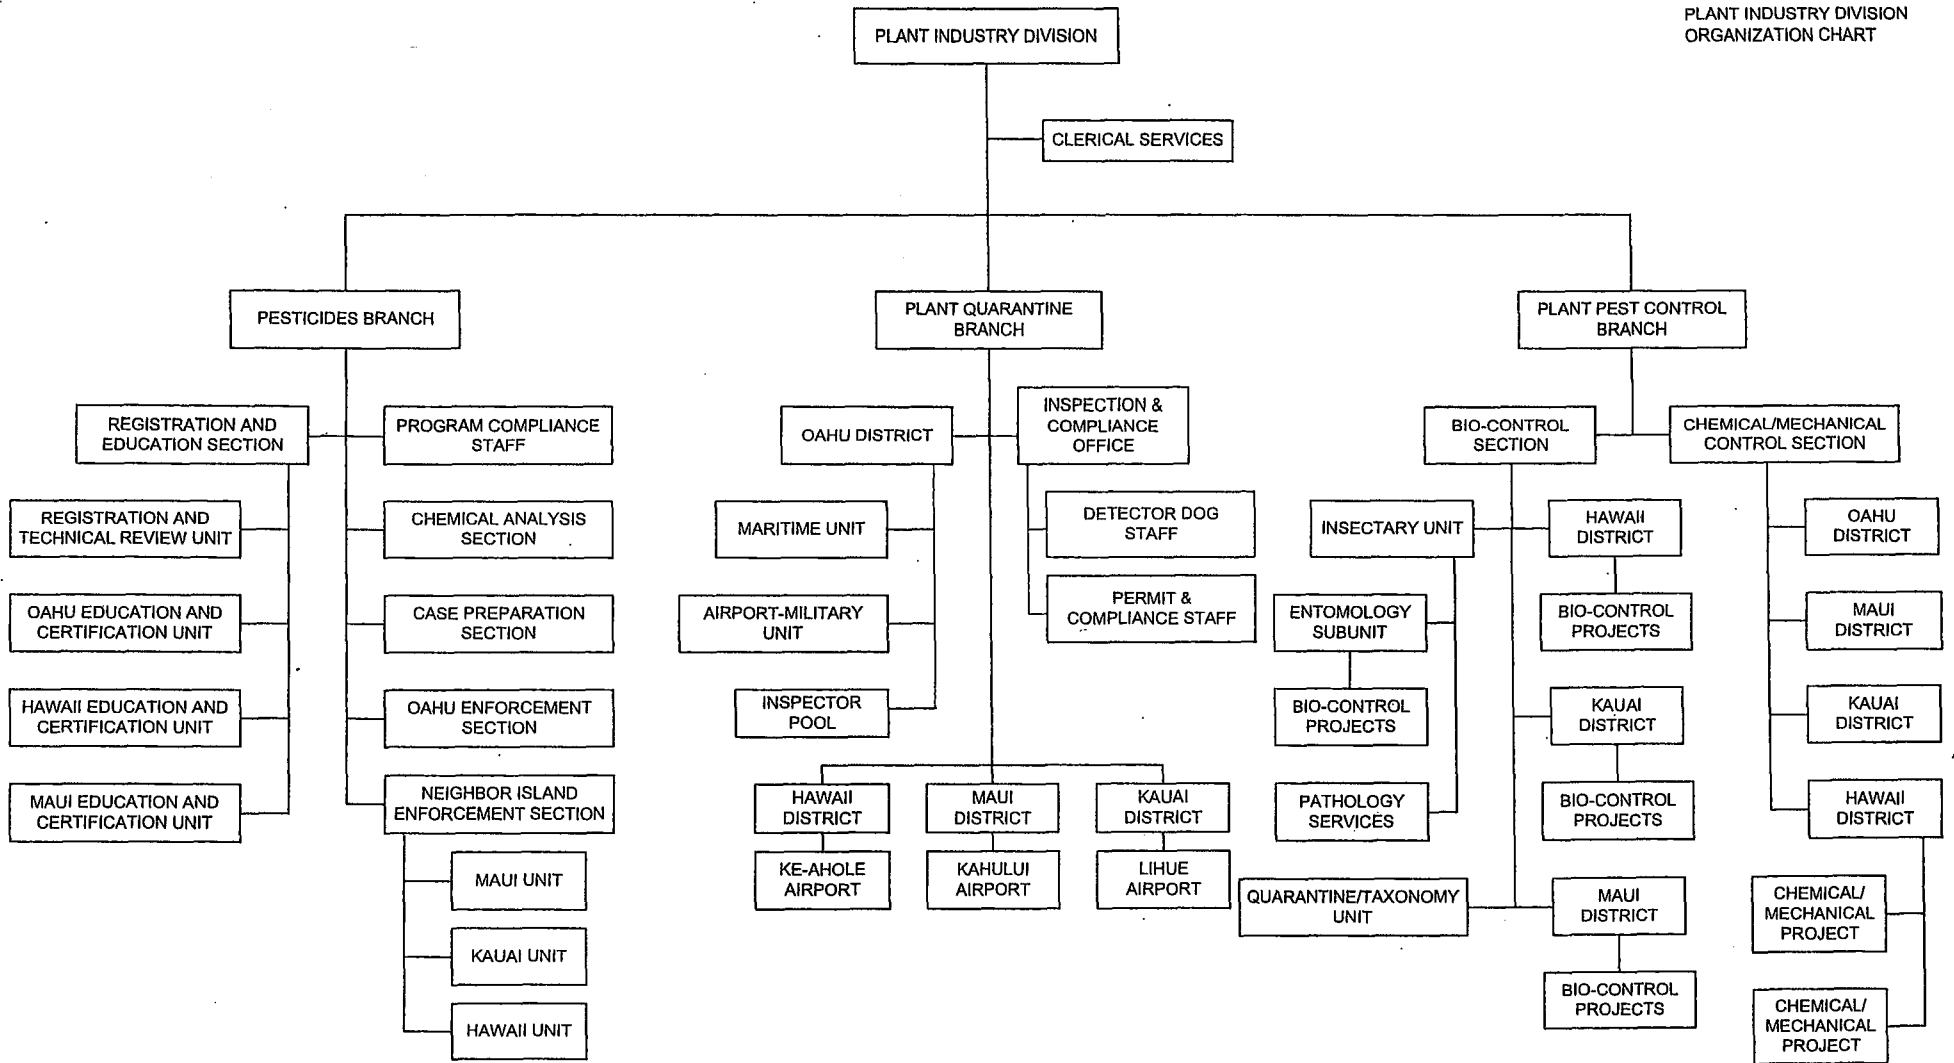 PLANT INDUSTRY DIVISION
ORGANIZATION CHART
PLANT INDUSTRY DIVISION
CLERICAL SERVICES
PESTICIDES BRANCH
REGISTRATION AND
EDUCATION SECTION
REGISTRATION AND
TECHNICAL REVIEW UNIT
OAHU EDUCATION AND
CERTIFICATION UNIT
HAWAII EDUCATION AND
CERTIFICATION UNIT
MAUI EDUCATION AND
CERTIFICATION UNIT
PROGRAM COMPLIANCE
STAFF
CHEMICAL ANALYSIS
SECTION
CASE PREPARATION
SECTION
OAHU ENFORCEMENT
SECTION
NEIGHBOR ISLAND
ENFORCEMENT SECTION
MAUI UNIT
KAUAI UNIT
HAWAII UNIT
PLANT QUARANTINE
BRANCH
OAHU DISTRICT
MARITIME UNIT
AIRPORT-MILITARY
UNIT
INSPECTOR
POOL
INSPECTION &
COMPLIANCE
OFFICE
DETECTOR DOG
STAFF
PERMIT &
COMPLIANCE STAFF
HAWAII
DISTRICT
KE-AHOLE
AIRPORT
MAUI
DISTRICT
KAHULUI
AIRPORT
KAUAI
DISTRICT
LIHUE
AIRPORT
PLANT PEST CONTROL
BRANCH
BIO-CONTROL
SECTION
INSECTARY UNIT
ENTOMOLOGY
SUBUNIT
BIO-CONTROL
PROJECTS
PATHOLOGY
SERVICES
QUARANTINE/TAXONOMY
UNIT
HAWAII
DISTRICT
BIO-CONTROL
PROJECTS
KAUAI
DISTRICT
BIO-CONTROL
PROJECTS
MAUI
DISTRICT
BIO-CONTROL
PROJECTS
CHEMICAL/MECHANICAL
CONTROL SECTION
OAHU
DISTRICT
MAUI
DISTRICT
KAUAI
DISTRICT
HAWAII
DISTRICT
CHEMICAL/
MECHANICAL
PROJECT
CHEMICAL/
MECHANICAL
PROJECT